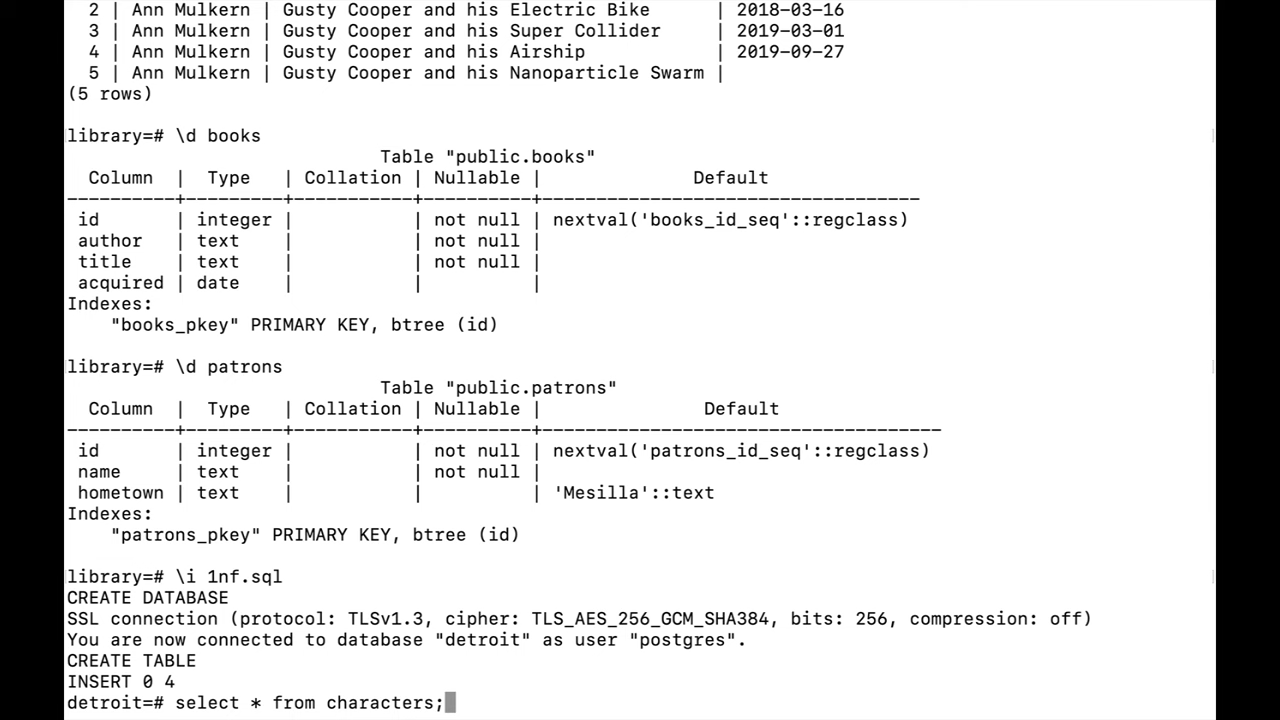 2 | Ann Mulkern | Gusty Cooper and his Electric Bike      | 2018-03-16
  3 | Ann Mulkern | Gusty Cooper and his Super Collider     | 2019-03-01
  4 | Ann Mulkern | Gusty Cooper and his Airship            | 2019-09-27
  5 | Ann Mulkern | Gusty Cooper and his Nanoparticle Swarm |
(5 rows)

library=# \d books
                             Table "public.books"
  Column  |  Type   | Collation | Nullable |              Default
----------+---------+-----------+----------+-----------------------------------
 id       | integer |           | not null | nextval('books_id_seq'::regclass)
 author   | text    |           | not null |
 title    | text    |           | not null |
 acquired | date    |           |          |
Indexes:
    "books_pkey" PRIMARY KEY, btree (id)

library=# \d patrons
                             Table "public.patrons"
  Column  |  Type   | Collation | Nullable |               Default
----------+---------+-----------+----------+-------------------------------------
 id       | integer |           | not null | nextval('patrons_id_seq'::regclass)
 name     | text    |           | not null |
 hometown | text    |           |          | 'Mesilla'::text
Indexes:
    "patrons_pkey" PRIMARY KEY, btree (id)

library=# \i 1nf.sql
CREATE DATABASE
SSL connection (protocol: TLSv1.3, cipher: TLS_AES_256_GCM_SHA384, bits: 256, compression: off)
You are now connected to database "detroit" as user "postgres".
CREATE TABLE
INSERT 0 4
detroit=# select * from characters;